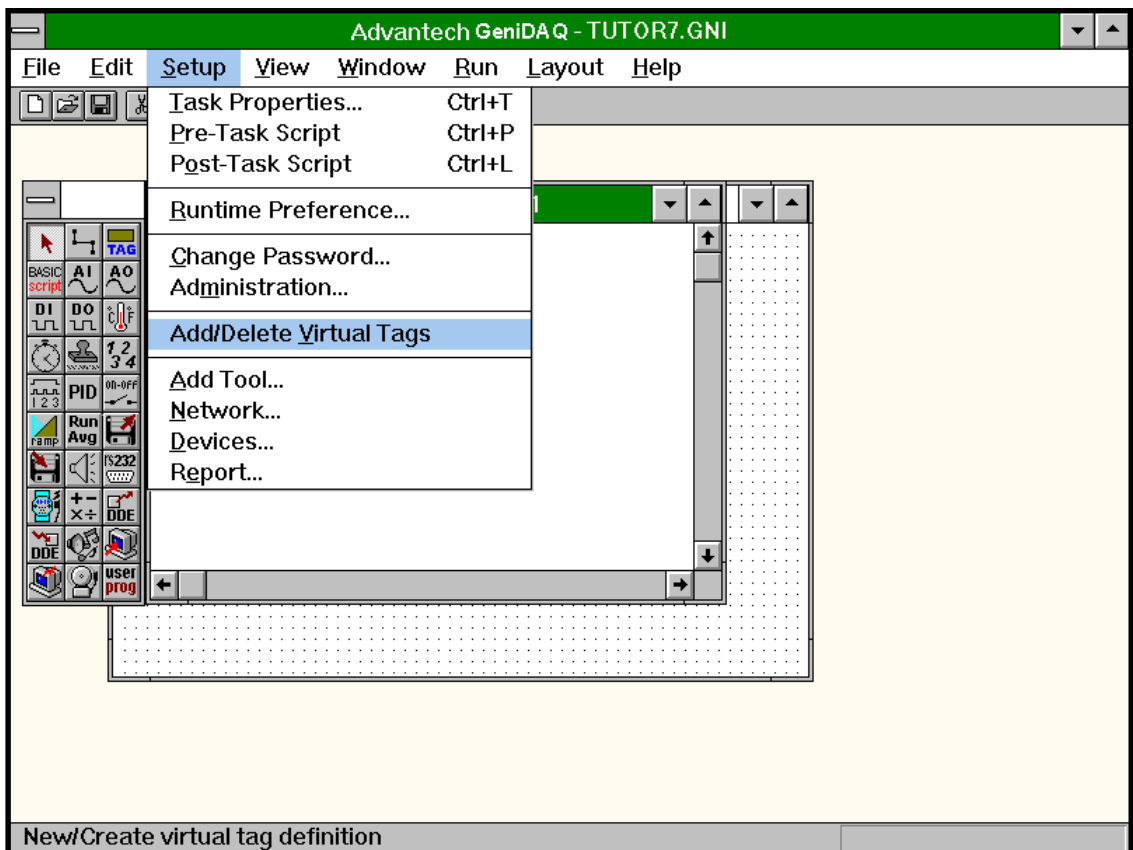 Advantech GeniDAQ - TUTOR7.GNI
File Edit Setup View Window Run Layout Help
Task Properties... Ctrl+T
Pre-Task Script Ctrl+P
Post-Task Script Ctrl+L
Runtime Preference...
Change Password...
Administration...
Add/Delete Virtual Tags
Add Tool...
Network...
Devices...
Report...
1
TAG
BASIC script AI AO
DI DO °C °F
1 2 3 4
1 2 3 PID on-off
ramp Run Avg
rs232
+ - × ÷ DDE
DDE
user prog
New/Create virtual tag definition